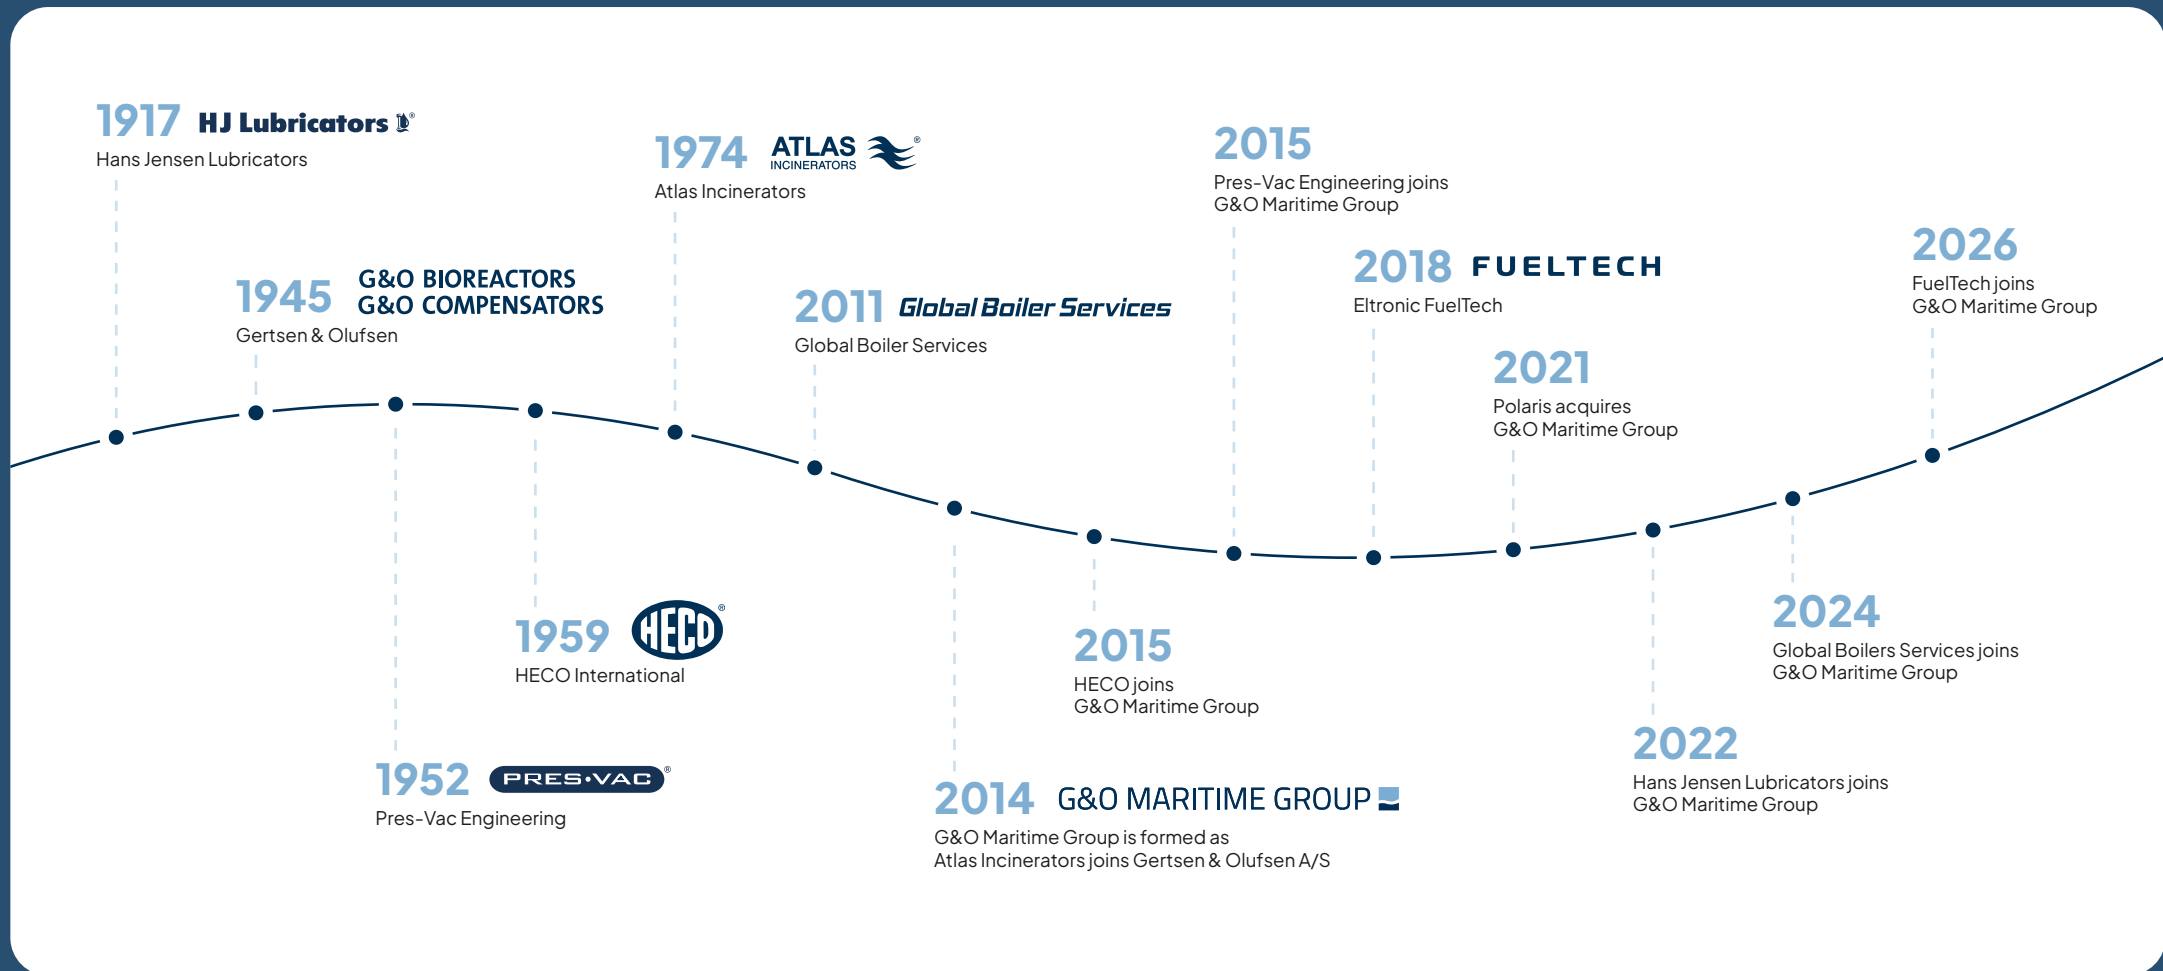 1917 HJ Lubricators ®
Hans Jensen Lubricators
1945 G&O BIOREACTORS
G&O COMPENSATORS
Gertsen & Olufsen
1952 PRES·VAC ®
Pres-Vac Engineering
1959 HECO ®
HECO International
1974 ATLAS ®
INCINERATORS
Atlas Incinerators
2011 Global Boiler Services
Global Boiler Services
2014 G&O MARITIME GROUP
G&O Maritime Group is formed as
Atlas Incinerators joins Gertsen & Olufsen A/S
2015
HECO joins
G&O Maritime Group
2015
Pres-Vac Engineering joins
G&O Maritime Group
2018 FUELTECH
Eltronic FuelTech
2021
Polaris acquires
G&O Maritime Group
2022
Hans Jensen Lubricators joins
G&O Maritime Group
2024
Global Boilers Services joins
G&O Maritime Group
2026
FuelTech joins
G&O Maritime Group